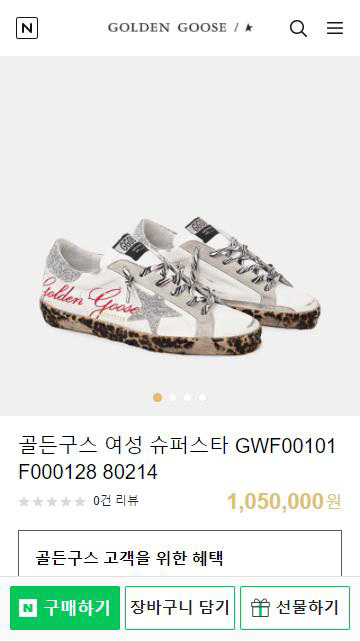 N
GOLDEN GOOSE /
Golden Goose
골든구스 여성 슈퍼스타 GWF00101
F000128 80214
0건 리뷰
1,050,000원
골든구스 고객을 위한 혜택
N 구매하기
장바구니 담기
선물하기